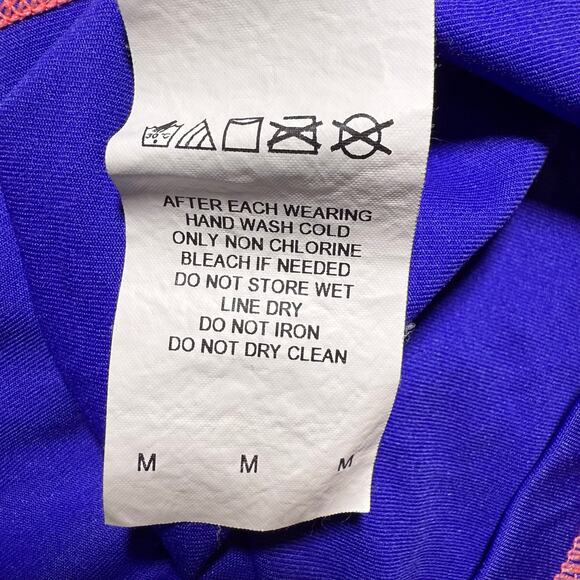 30°C
AFTER EACH WEARING
HAND WASH COLD
ONLY NON CHLORINE
BLEACH IF NEEDED
DO NOT STORE WET
LINE DRY
DO NOT IRON
DO NOT DRY CLEAN
M M M